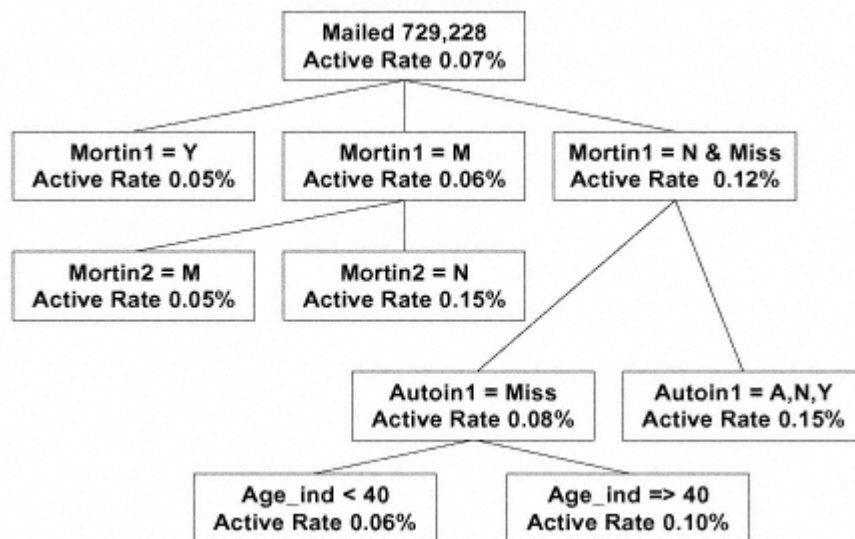 Mailed 729,228
Active Rate 0.07%
Mortin1 = Y
Active Rate 0.05%
Mortin1 = M
Active Rate 0.06%
Mortin1 = N & Miss
Active Rate 0.12%
Mortin2 = M
Active Rate 0.05%
Mortin2 = N
Active Rate 0.15%
Autoin1 = Miss
Active Rate 0.08%
Autoin1 = A,N,Y
Active Rate 0.15%
Age_ind < 40
Active Rate 0.06%
Age_ind => 40
Active Rate 0.10%